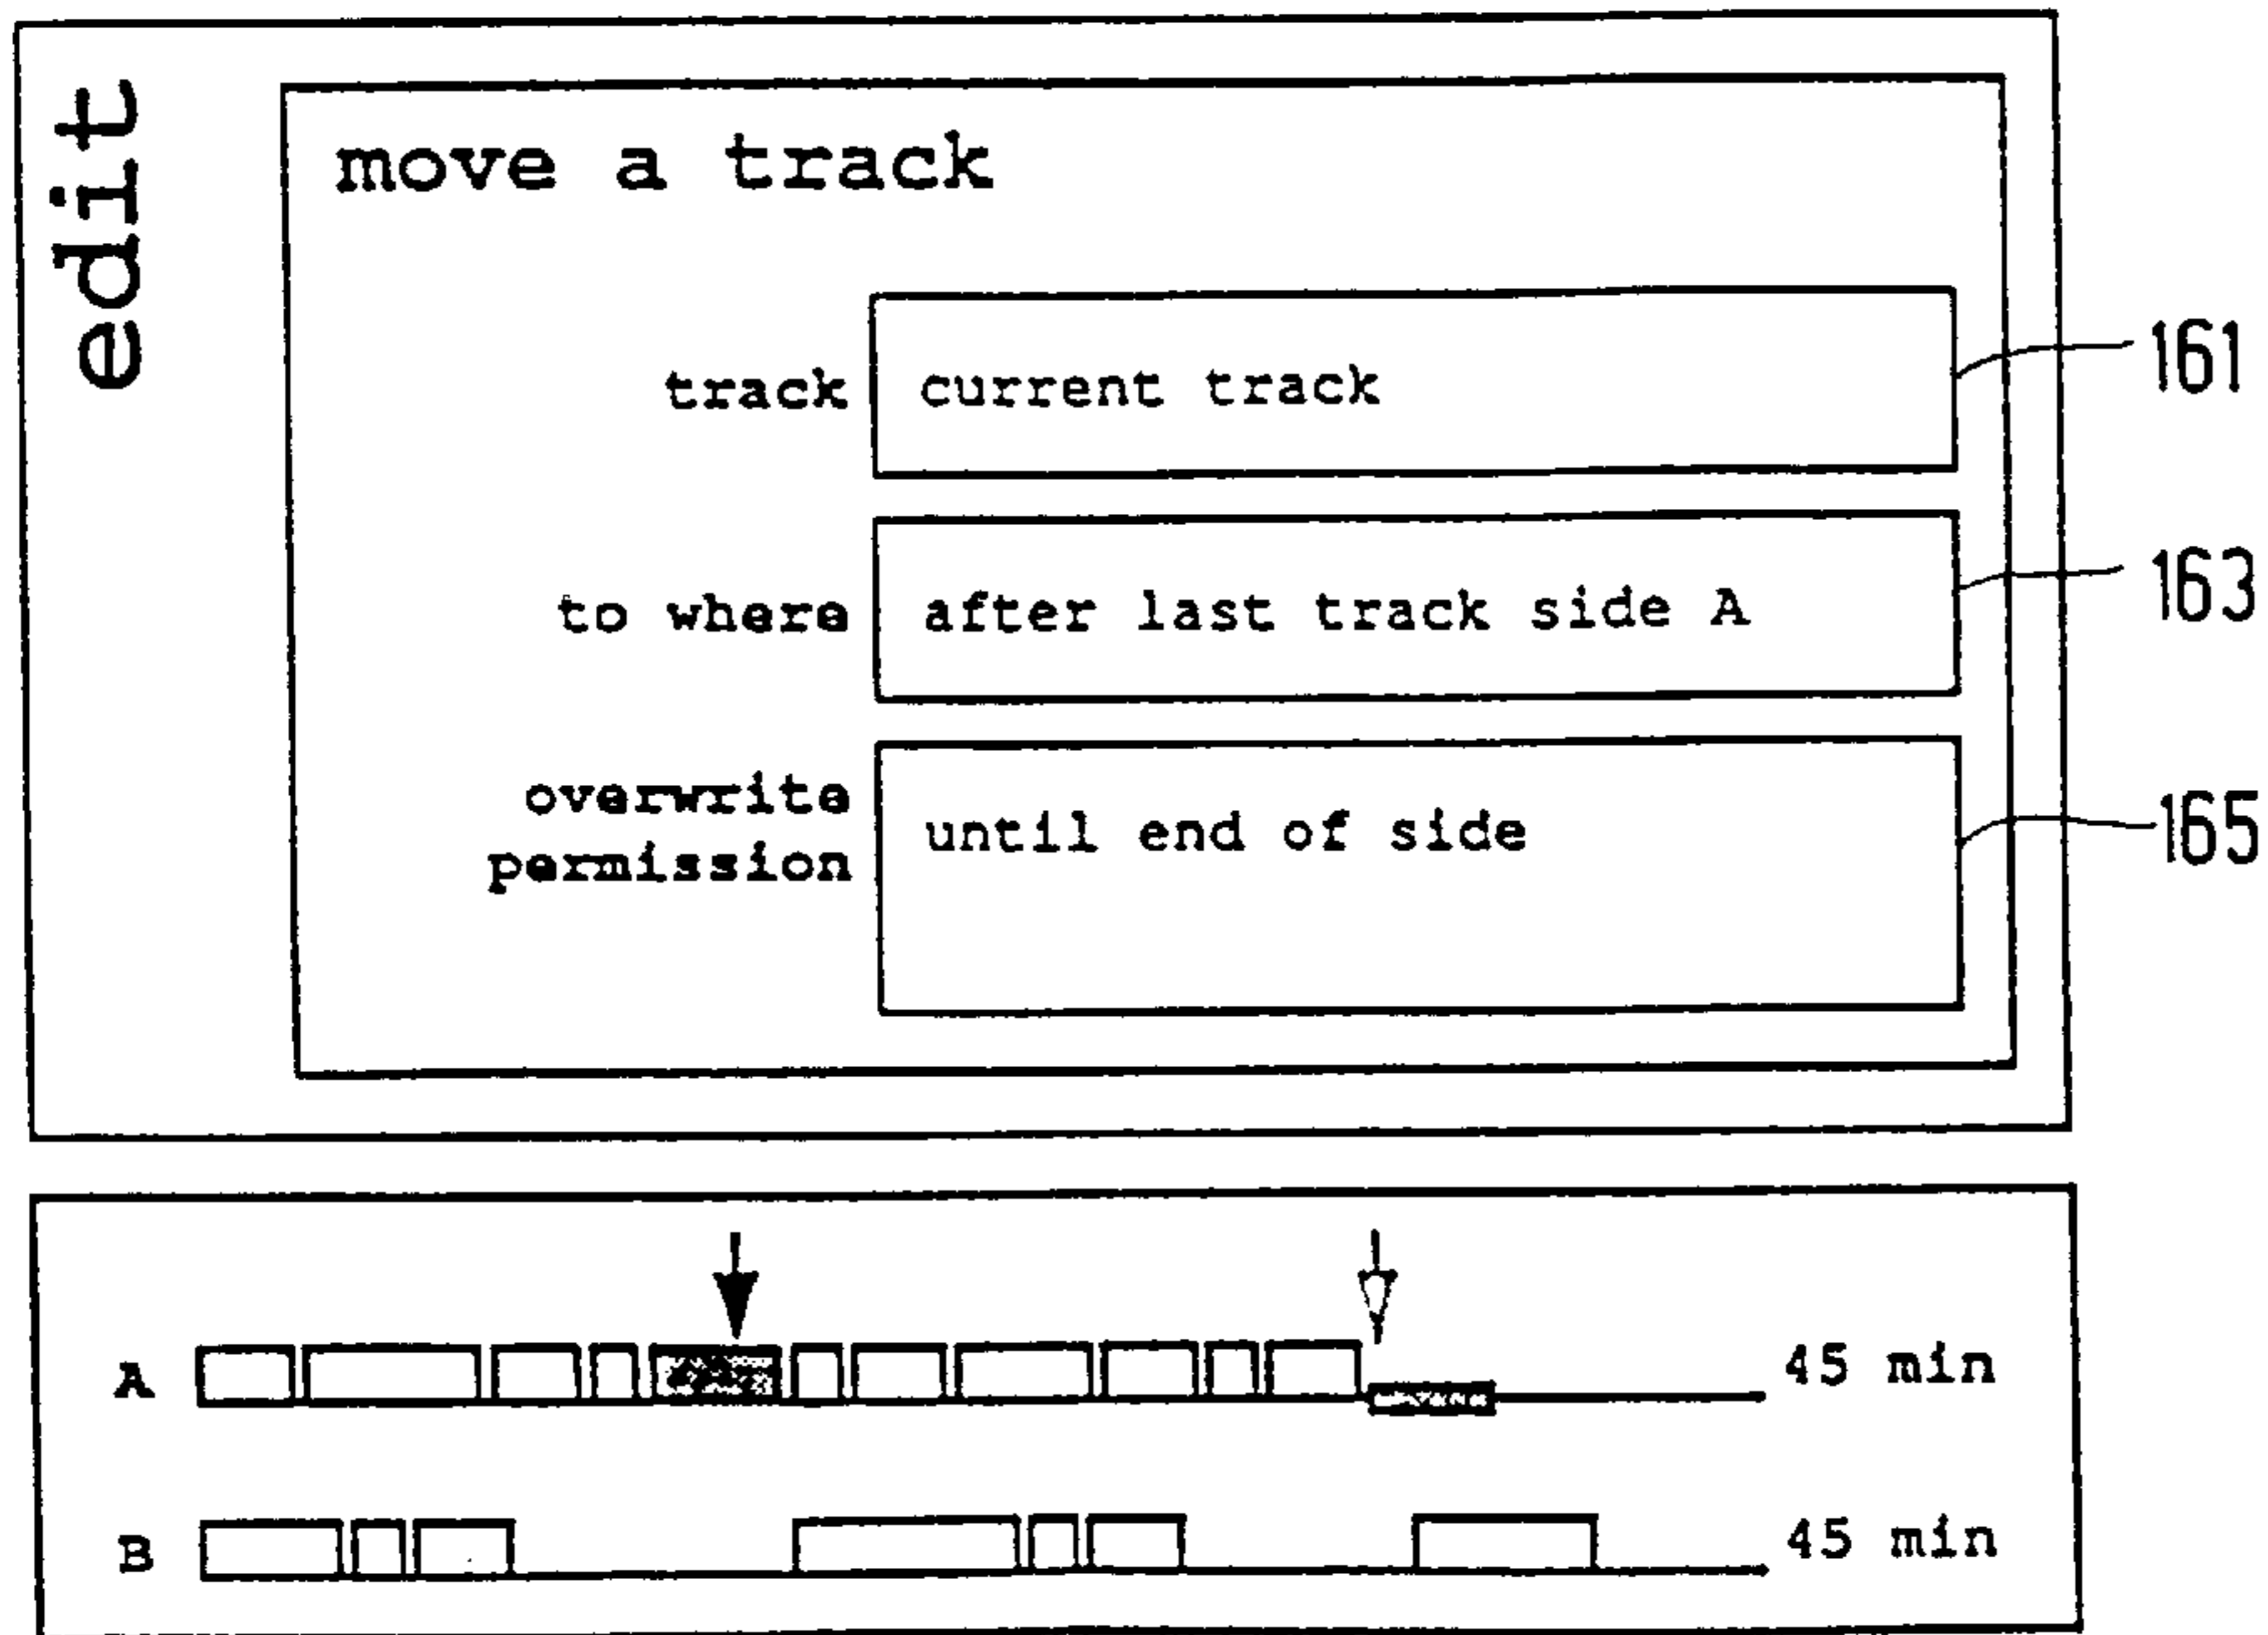 edit
move a track
track current track 161
to where after last track side A 163
overwrite
permission
until end of side 165
A 45 min
B 45 min